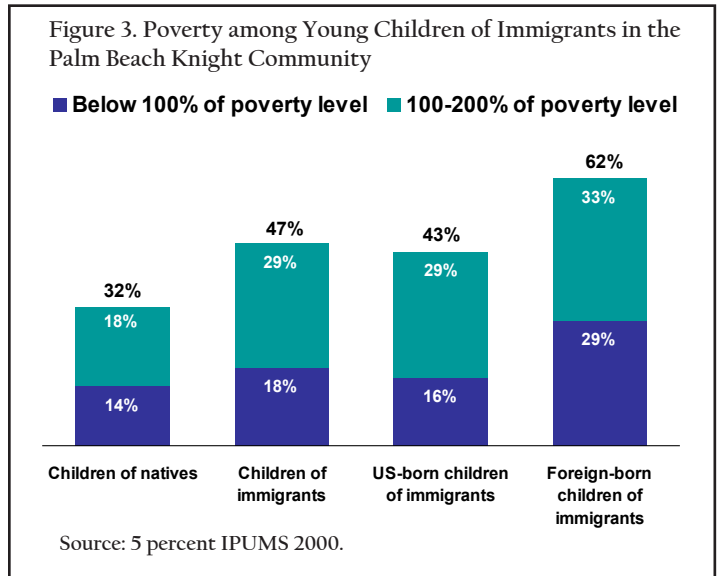 Figure 3. Poverty among Young Children of Immigrants in the
Palm Beach Knight Community
Below 100% of poverty level 100-200% of poverty level
62%
33%
47%
43%
29%
29%
32%
18%
29%
18%
16%
14%
Children of natives
Children of
immigrants
US-born children
of immigrants
Foreign-born
children of
immigrants
Source: 5 percent IPUMS 2000.